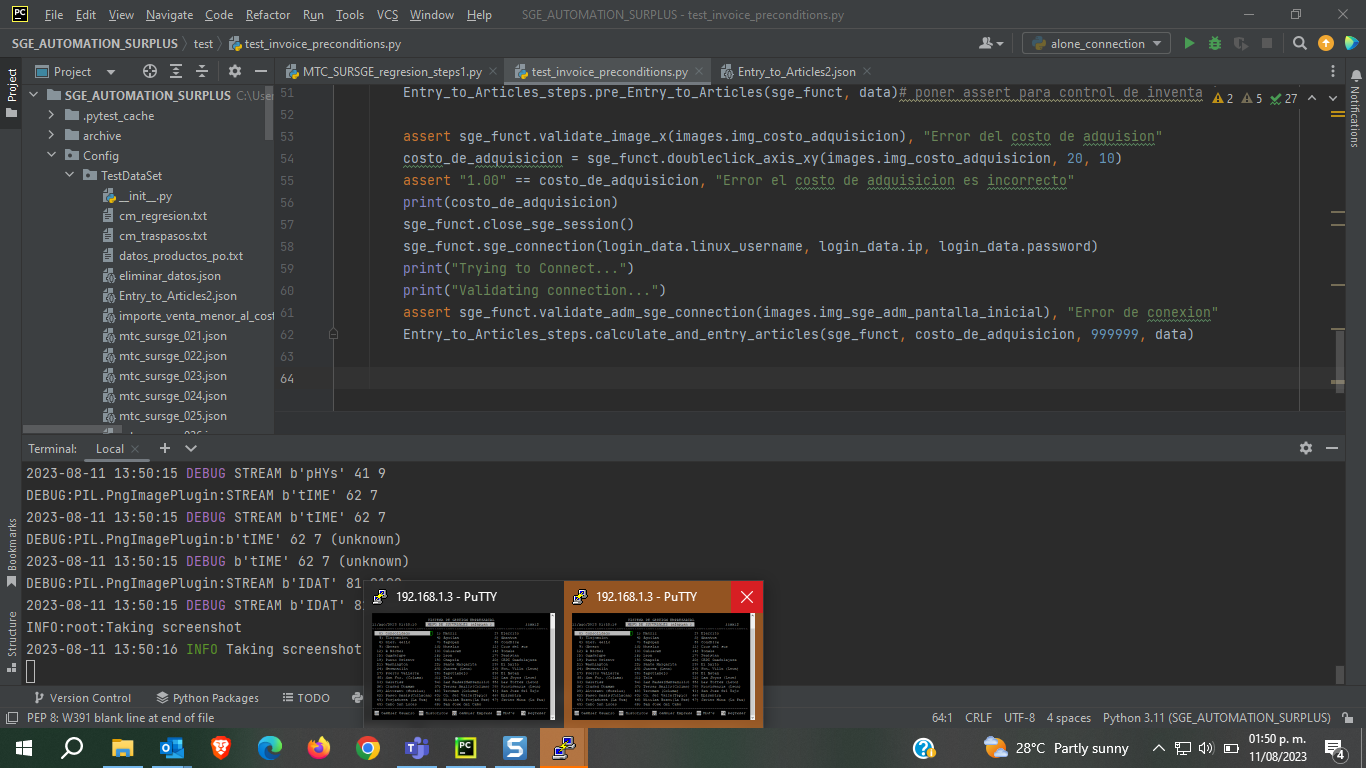 File Edit View Navigate Code Refactor Run Tools VCS Window Help SGE_AUTOMATION_SURPLUS - test_invoice_preconditions.py
SGE_AUTOMATION_SURPLUS test test_invoice_preconditions.py alone_connection
Project
MTC_SURSGE_regresion_steps1.py test_invoice_preconditions.py Entry_to_Articles2.json
SGE_AUTOMATION_SURPLUS C:\User
.pytest_cache
archive
Config
TestDataSet
__init__.py
cm_regresion.txt
cm_traspasos.txt
datos_productos_po.txt
eliminar_datos.json
Entry_to_Articles2.json
importe_venta_menor_al_cost
mtc_sursge_021.json
mtc_sursge_022.json
mtc_sursge_023.json
mtc_sursge_024.json
mtc_sursge_025.json
2 5 27
51 Entry_to_Articles_steps.pre_Entry_to_Articles(sge_funct, data)# poner assert para control de inventa
52
53 assert sge_funct.validate_image_x(images.img_costo_adquisicion), "Error del costo de adquision"
54 costo_de_adquisicion = sge_funct.doubleclick_axis_xy(images.img_costo_adquisicion, 20, 10)
55 assert "1.00" == costo_de_adquisicion, "Error el costo de adquisicion es incorrecto"
56 print(costo_de_adquisicion)
57 sge_funct.close_sge_session()
58 sge_funct.sge_connection(login_data.linux_username, login_data.ip, login_data.password)
59 print("Trying to Connect...")
60 print("Validating connection...")
61 assert sge_funct.validate_adm_sge_connection(images.img_sge_adm_pantalla_inicial), "Error de conexion"
62 Entry_to_Articles_steps.calculate_and_entry_articles(sge_funct, costo_de_adquisicion, 999999, data)
63
64
Project
Bookmarks
Structure
Notifications
Terminal: Local
2023-08-11 13:50:15 DEBUG STREAM b'pHYs' 41 9
DEBUG:PIL.PngImagePlugin:STREAM b'tIME' 62 7
2023-08-11 13:50:15 DEBUG STREAM b'tIME' 62 7
DEBUG:PIL.PngImagePlugin:b'tIME' 62 7 (unknown)
2023-08-11 13:50:15 DEBUG b'tIME' 62 7 (unknown)
DEBUG:PIL.PngImagePlugin:STREAM b'IDAT' 81
2023-08-11 13:50:15 DEBUG STREAM b'IDAT'
INFO:root:Taking screenshot
2023-08-11 13:50:16 INFO Taking screenshot
192.168.1.3 - PuTTY
192.168.1.3 - PuTTY
Version Control Python Packages TODO
PEP 8: W391 blank line at end of file 64:1 CRLF UTF-8 4 spaces Python 3.11 (SGE_AUTOMATION_SURPLUS)
28°C Partly sunny
01:50 p. m.
11/08/2023
4